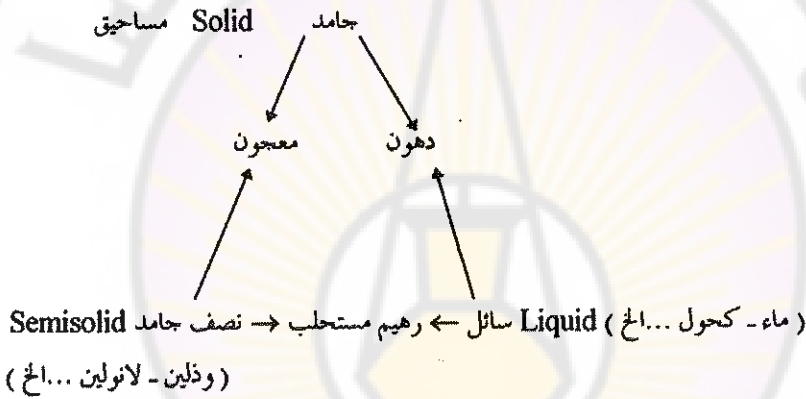 جامد Solid مساحيق
دهون معجون
( ماء - كحول ...الخ ) Liquid سائل ← رهيم مستحلب → نصف جامد Semisolid
( وذلين - لانولين ...الخ )